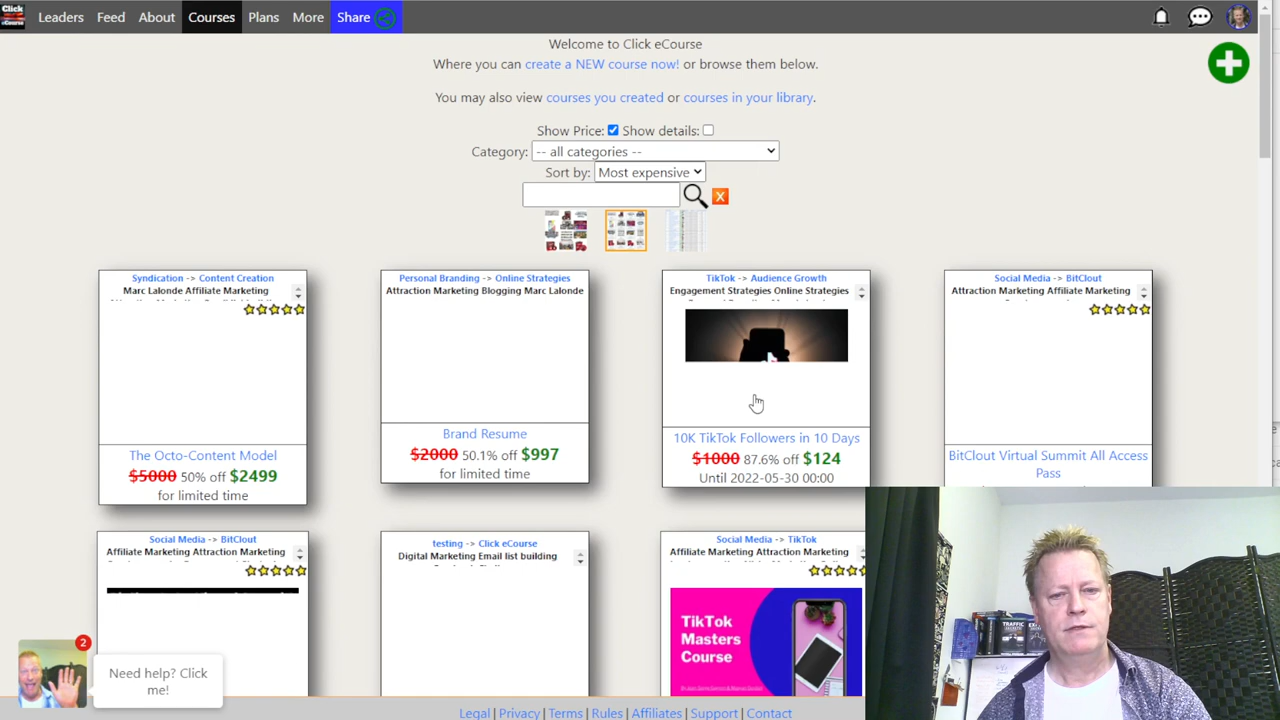 Click
eCourse
Leaders Feed About Courses Plans More Share
Welcome to Click eCourse
Where you can create a NEW course now! or browse them below.
You may also view courses you created or courses in your library.
Show Price: Show details:
Category: -- all categories --
Sort by: Most expensive
X
Syndication -> Content Creation
Marc Lalonde Affiliate Marketing
The Octo-Content Model
$5000 50% off $2499
for limited time
Personal Branding -> Online Strategies
Attraction Marketing Blogging Marc Lalonde
Brand Resume
$2000 50.1% off $997
for limited time
TikTok -> Audience Growth
Engagement Strategies Online Strategies
10K TikTok Followers in 10 Days
$1000 87.6% off $124
Until 2022-05-30 00:00
Social Media -> BitClout
Attraction Marketing Affiliate Marketing
BitClout Virtual Summit All Access
Pass
Social Media -> BitClout
Affiliate Marketing Attraction Marketing
testing -> Click eCourse
Digital Marketing Email list building
Social Media -> TikTok
Affiliate Marketing Attraction Marketing
TikTok
Masters
Course
2
Need help? Click
me!
TRAFFIC
SECRETS
Legal | Privacy | Terms | Rules | Affiliates | Support | Contact